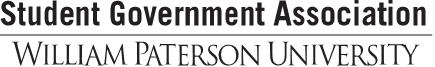 Student Government Association
WILLIAM PATERSON UNIVERSITY